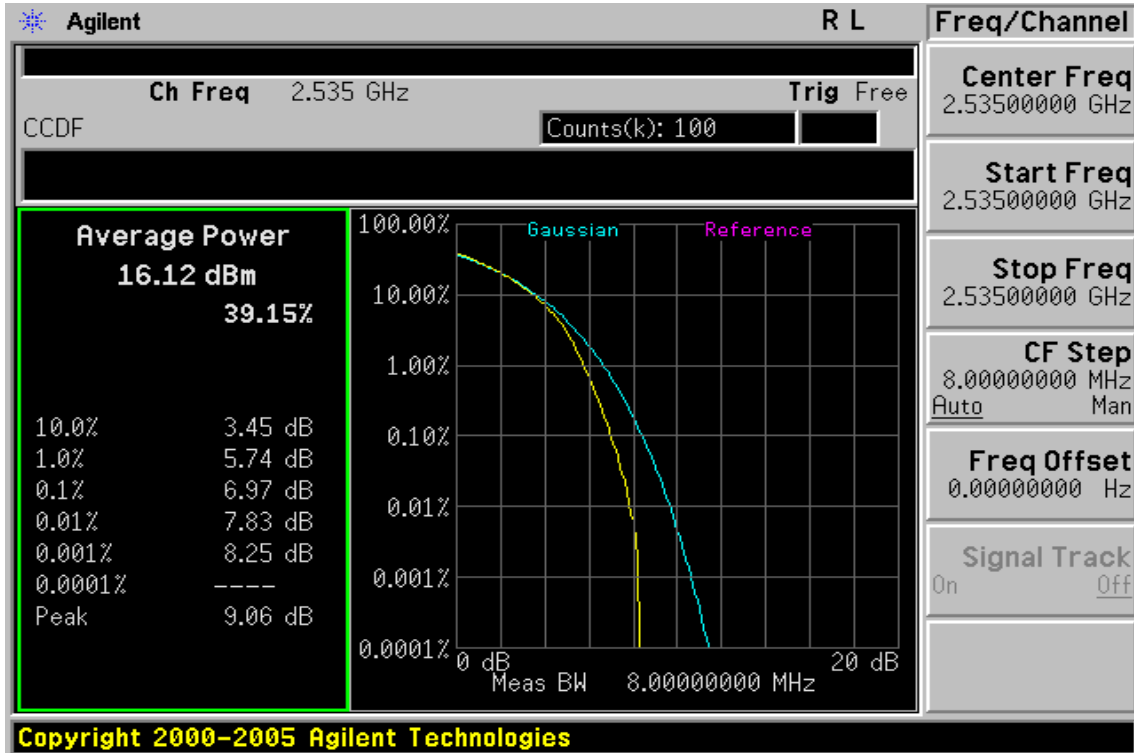 Agilent R L Freq/Channel
Ch Freq 2.535 GHz Trig Free
CCDF Counts(k): 100
Average Power
16.12 dBm
39.15%
10.0% 3.45 dB
1.0% 5.74 dB
0.1% 6.97 dB
0.01% 7.83 dB
0.001% 8.25 dB
0.0001% ----
Peak 9.06 dB
Gaussian Reference
100.00%
10.00%
1.00%
0.10%
0.01%
0.001%
0.0001%
0 dB 20 dB
Meas BW 8.00000000 MHz
Center Freq
2.53500000 GHz
Start Freq
2.53500000 GHz
Stop Freq
2.53500000 GHz
CF Step
8.00000000 MHz
Auto Man
Freq Offset
0.00000000 Hz
Signal Track
On Off
Copyright 2000-2005 Agilent Technologies